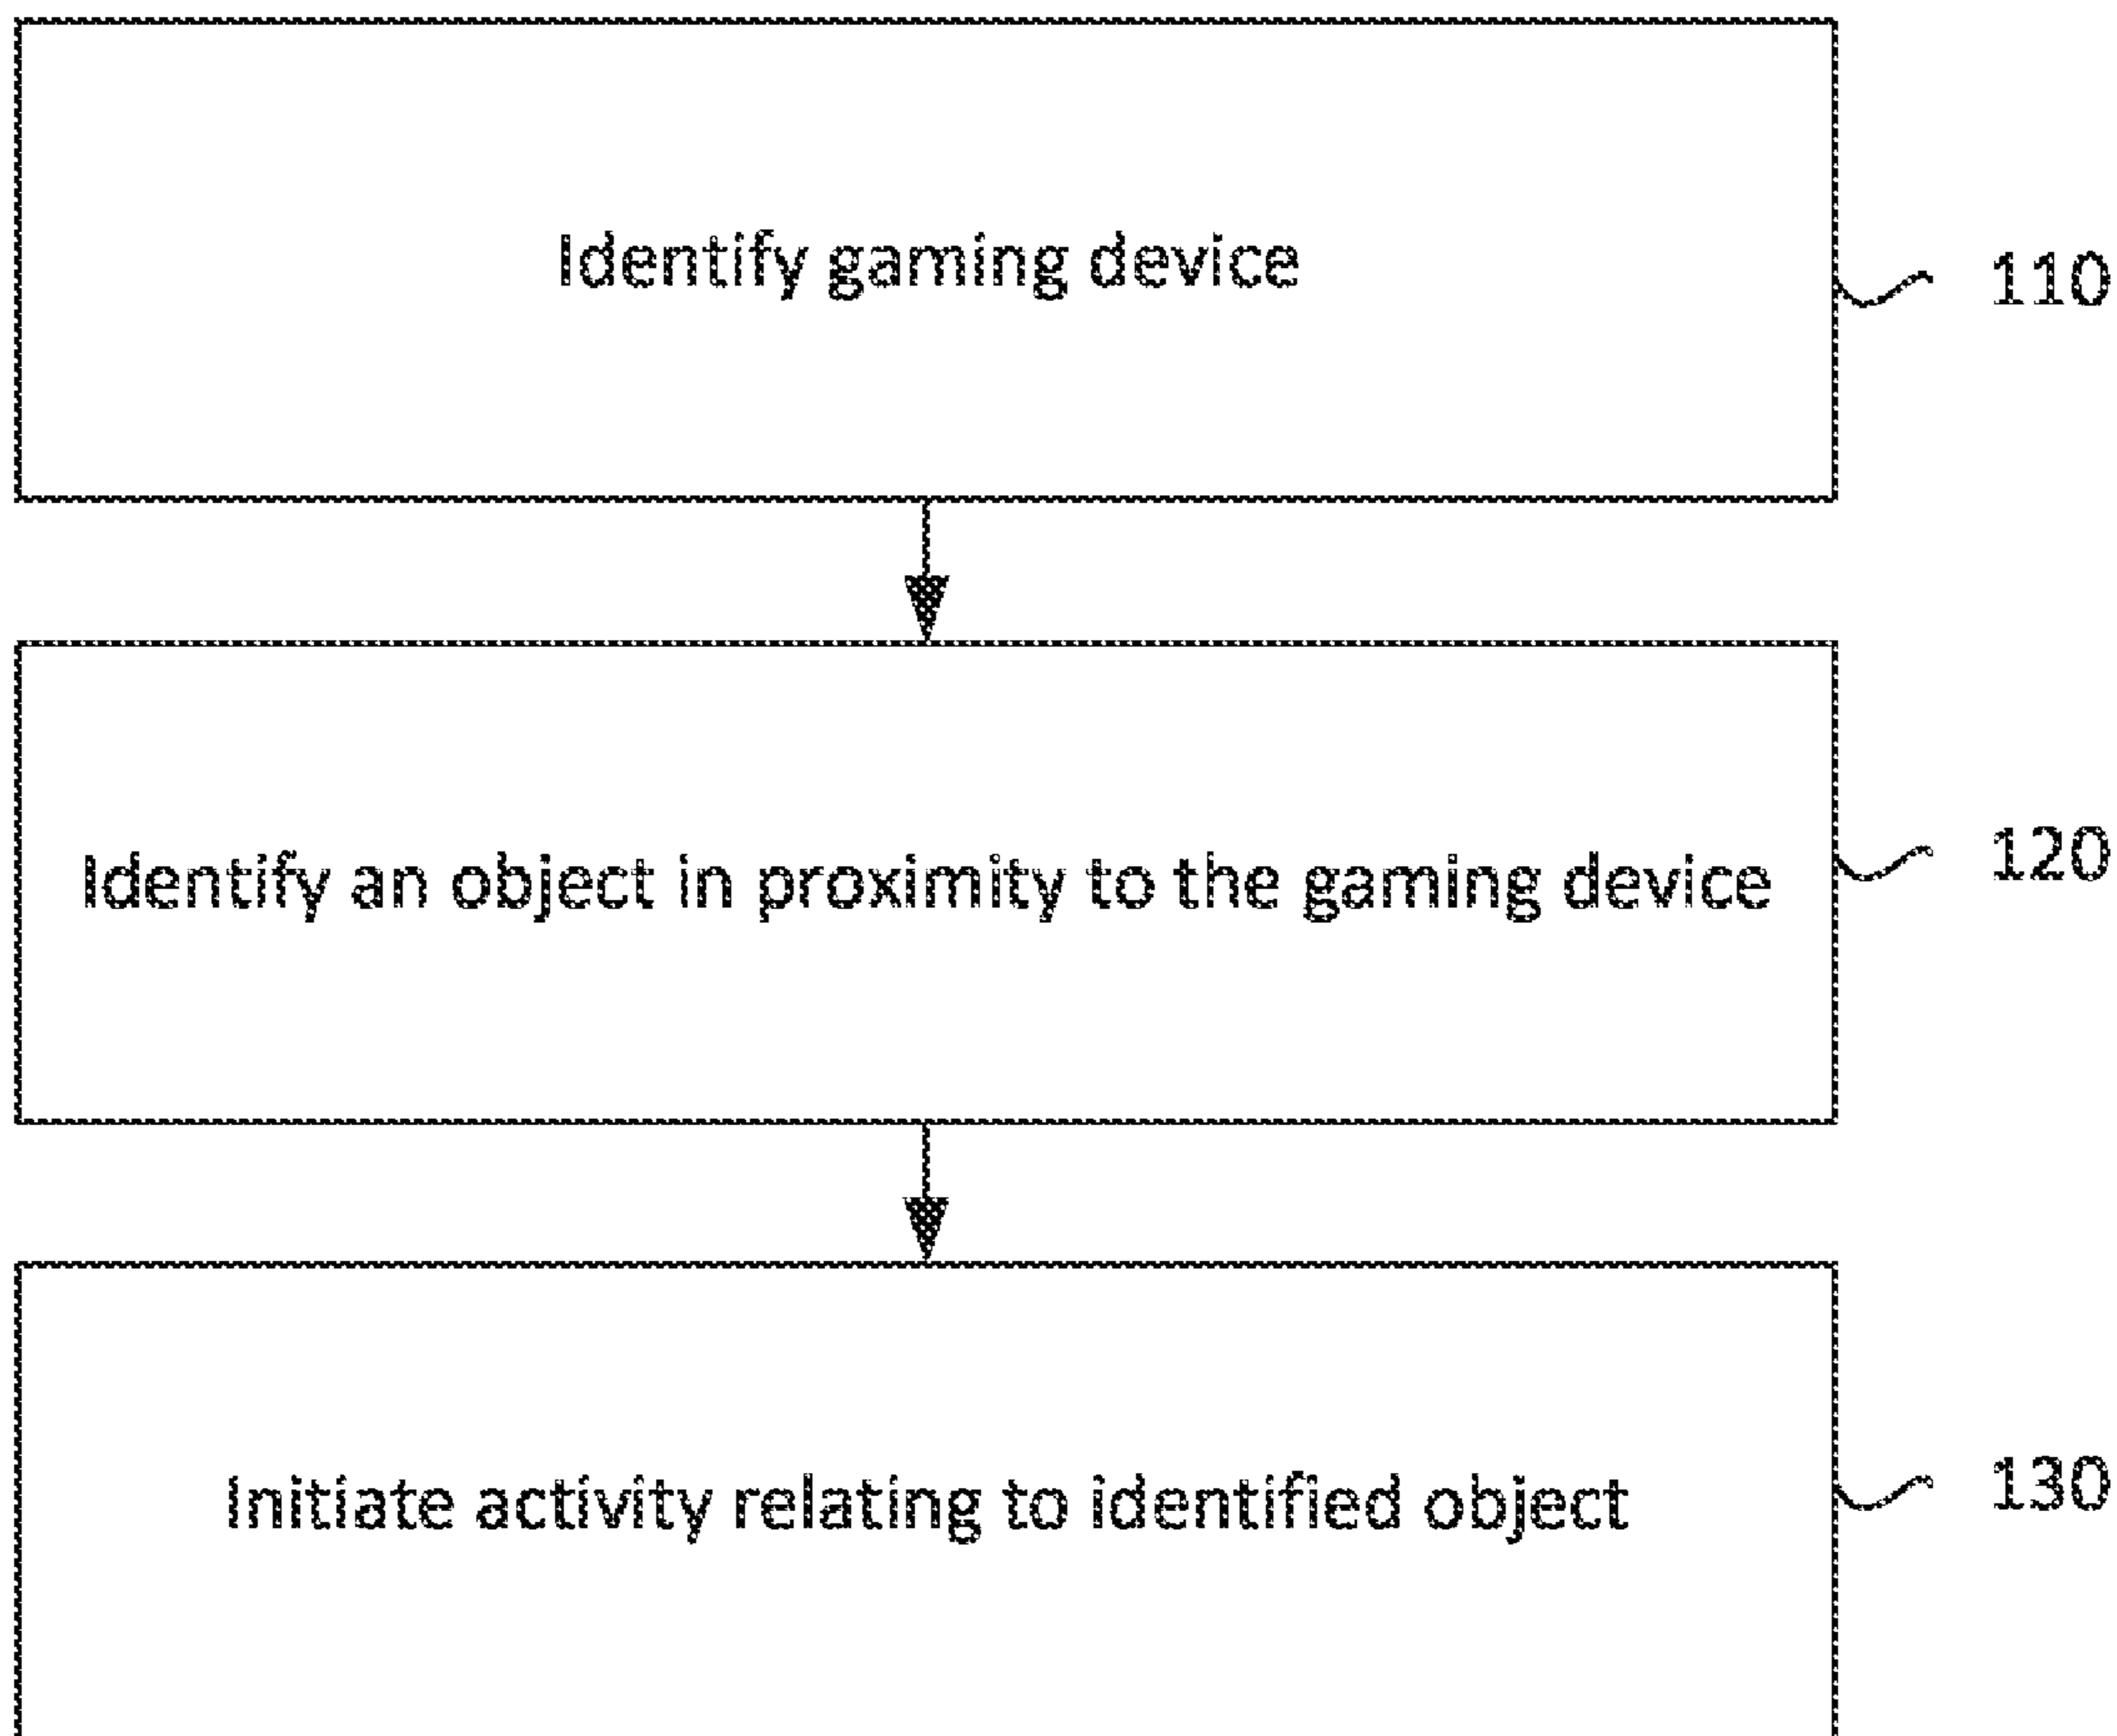 Identify gaming device
110
Identify an object in proximity to the gaming device
120
Initiate activity relating to identified object
130